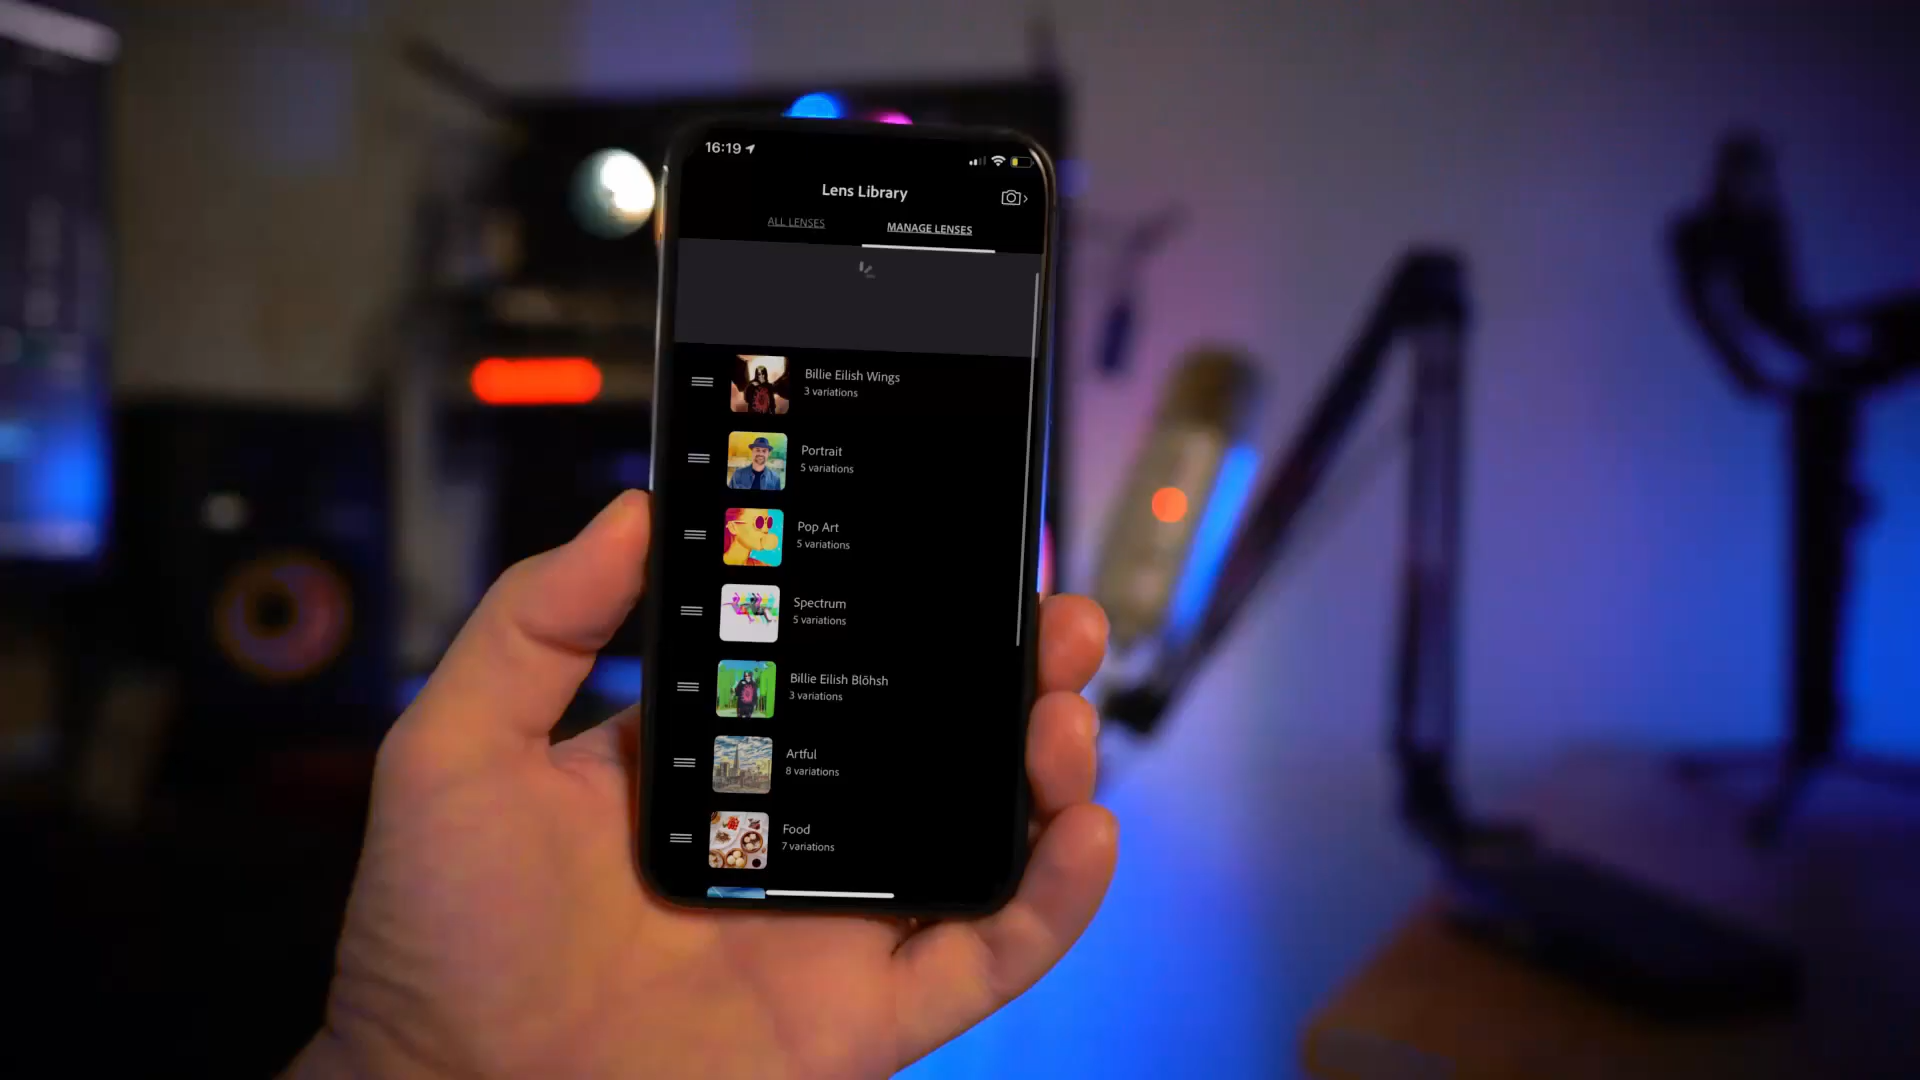 16:19
Lens Library
ALL LENSES
MANAGE LENSES
Billie Eilish Wings
3 variations
Portrait
5 variations
Pop Art
5 variations
Spectrum
5 variations
Billie Eilish Blōhsh
3 variations
Artful
8 variations
Food
7 variations